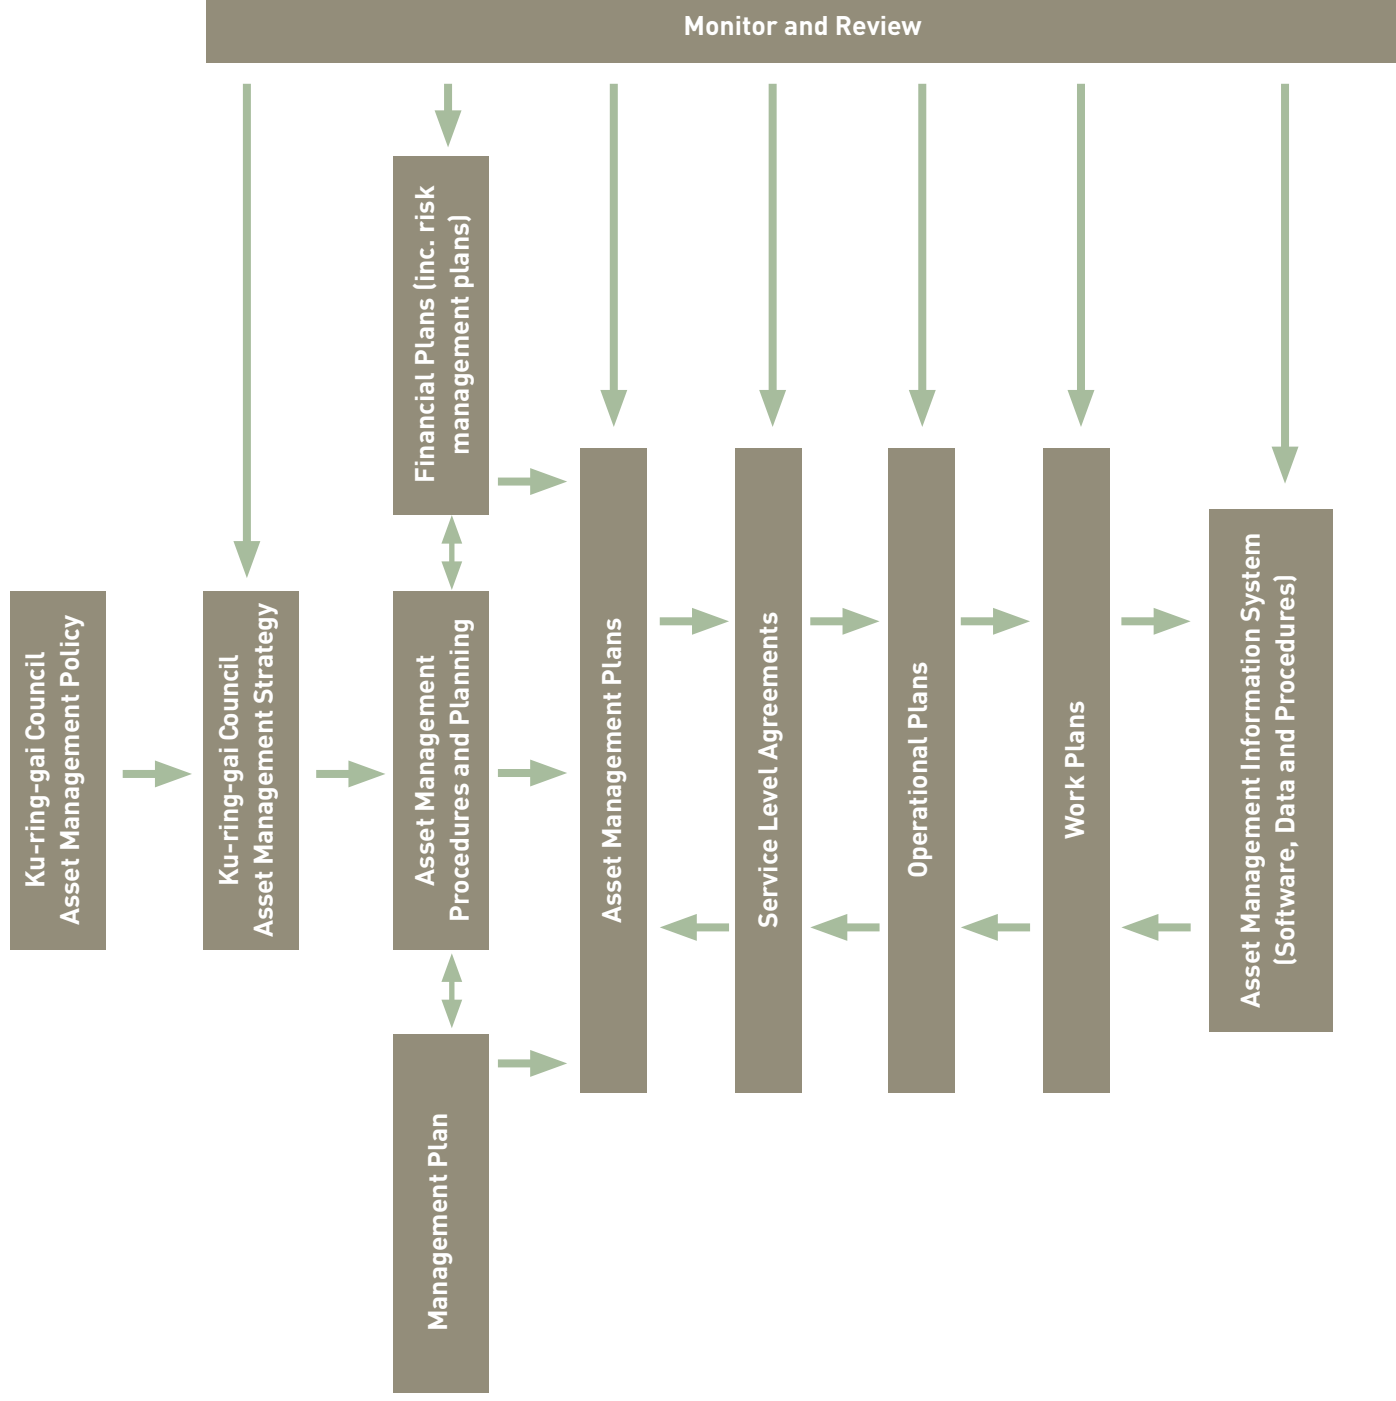 Monitor and Review
Ku-ring-gai Council
Asset Management Policy
Ku-ring-gai Council
Asset Management Strategy
Financial Plans (inc. risk
management plans)
Asset Management
Procedures and Planning
Management Plan
Asset Management Plans
Service Level Agreements
Operational Plans
Work Plans
Asset Management Information System
(Software, Data and Procedures)